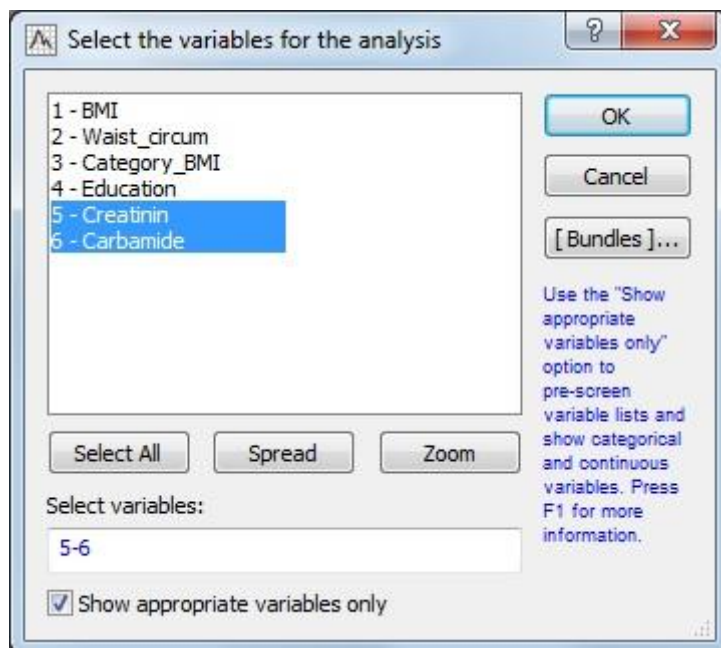 Select the variables for the analysis
?
1 - BMI
2 - Waist_circum
3 - Category_BMI
4 - Education
5 - Creatinin
6 - Carbamide
OK
Cancel
[ Bundles ]...
Use the "Show
appropriate
variables only"
option to
pre-screen
variable lists and
show categorical
and continuous
variables. Press
F1 for more
information.
Select All
Spread
Zoom
Select variables:
5-6
Show appropriate variables only